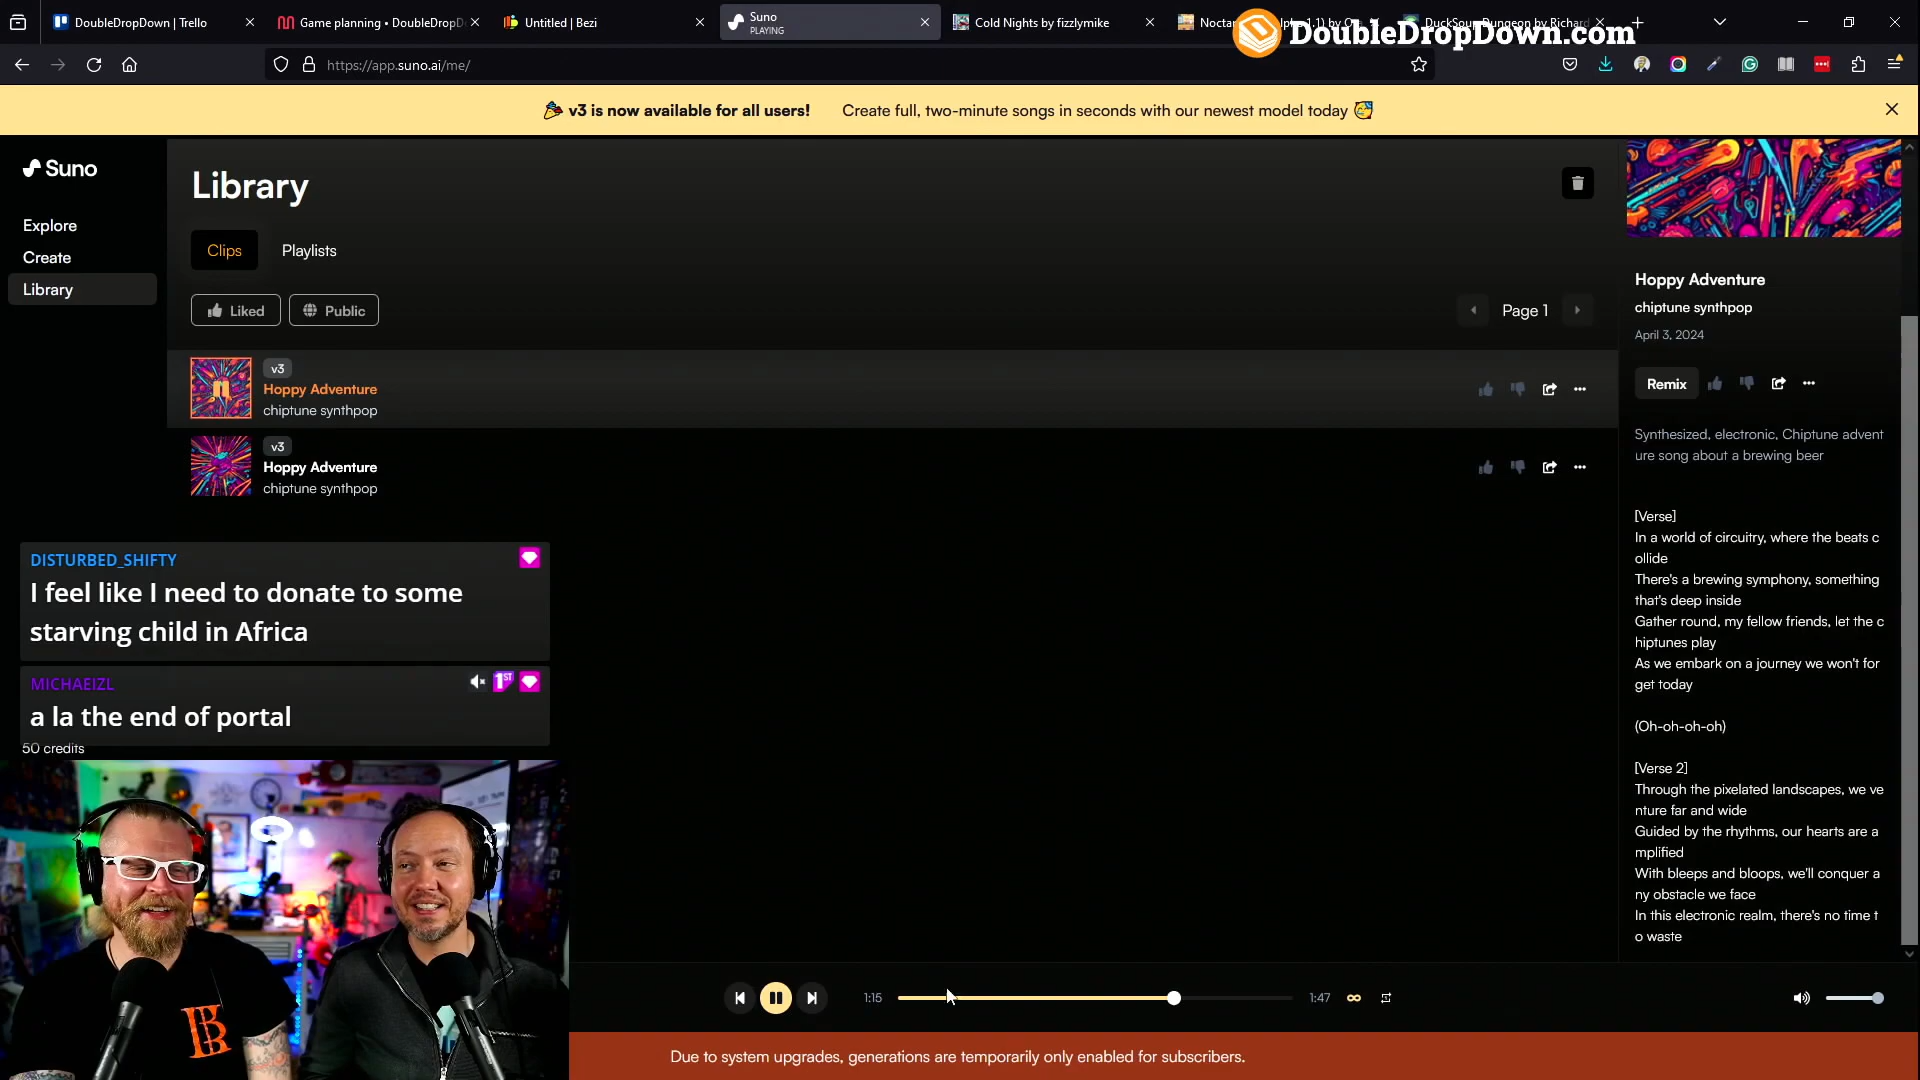 DoubleDropDown | Trello
Game planning • DoubleDropD
Untitled | Bezi
Suno
PLAYING
Cold Nights by fizzlymike
DuckSoup Dungeon by Richard
DoubleDropDown.com
https://app.suno.ai/me/
v3 is now available for all users! Create full, two-minute songs in seconds with our newest model today
Suno
Explore
Create
Library
Library
Clips
Playlists
Liked
Public
Page 1
v3
Hoppy Adventure
chiptune synthpop
v3
Hoppy Adventure
chiptune synthpop
Hoppy Adventure
chiptune synthpop
April 3, 2024
Remix
Synthesized, electronic, Chiptune advent
ure song about a brewing beer
[Verse]
In a world of circuitry, where the beats c
ollide
There's a brewing symphony, something
that's deep inside
Gather round, my fellow friends, let the c
hiptunes play
As we embark on a journey we won't for
get today
(Oh-oh-oh-oh)
[Verse 2]
Through the pixelated landscapes, we ve
nture far and wide
Guided by the rhythms, our hearts are a
mplified
With bleeps and bloops, we'll conquer a
ny obstacle we face
In this electronic realm, there's no time t
o waste
DISTURBED_SHIFTY
I feel like I need to donate to some
starving child in Africa
MICHAEIZL
1ST
a la the end of portal
50 credits
1:15
1:47
Due to system upgrades, generations are temporarily only enabled for subscribers.